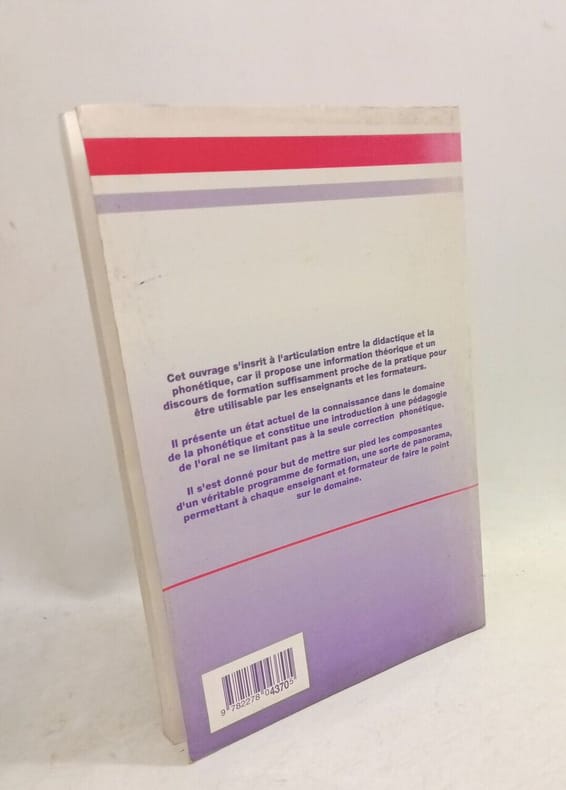 Cet ouvrage s'insrit à l'articulation entre la didactique et la
phonétique, car il propose une information théorique et un
discours de formation suffisamment proche de la pratique pour
être utilisable par les enseignants et les formateurs.
Il présente un état actuel de la connaissance dans le domaine
de la phonétique et constitue une introduction à une pédagogie
de l'oral ne se limitant pas à la seule correction phonétique.
Il s'est donné pour but de mettre sur pied les composantes
d'un véritable programme de formation, une sorte de panorama,
permettant à chaque enseignant et formateur de faire le point
sur le domaine.
9 782278 043705